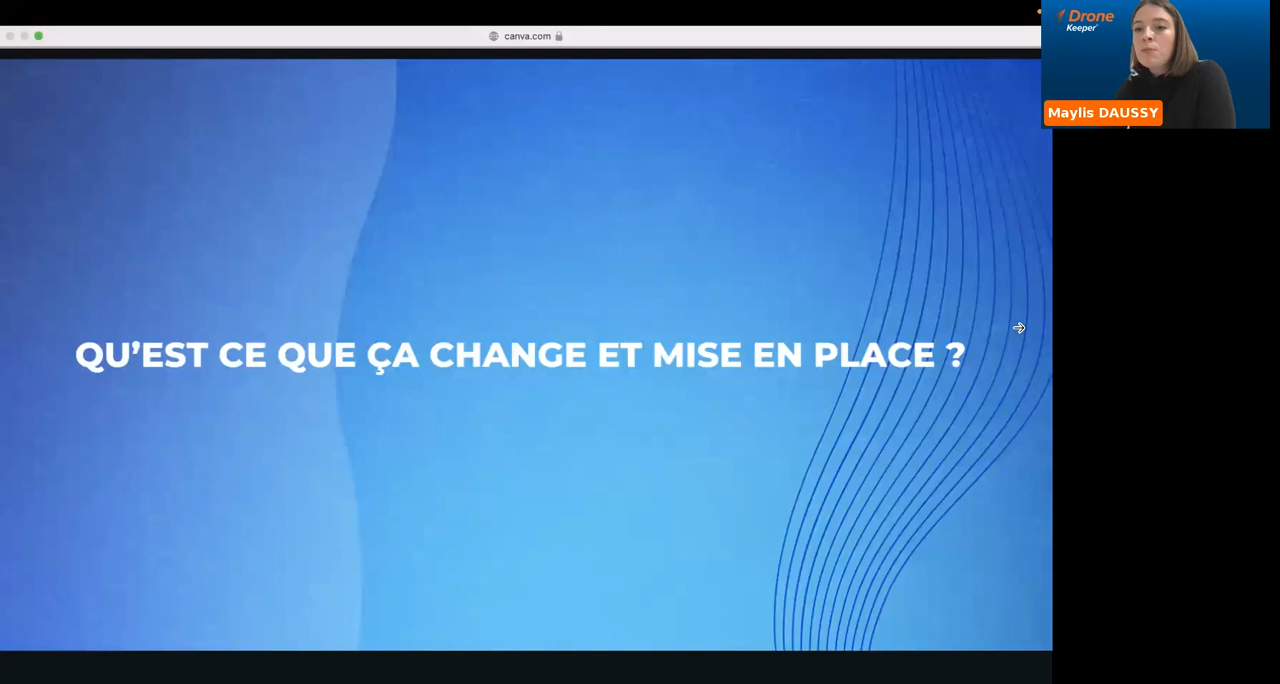 canva.com
Drone
Keeper
Maylis DAUSSY
QU’EST CE QUE ÇA CHANGE ET MISE EN PLACE ?